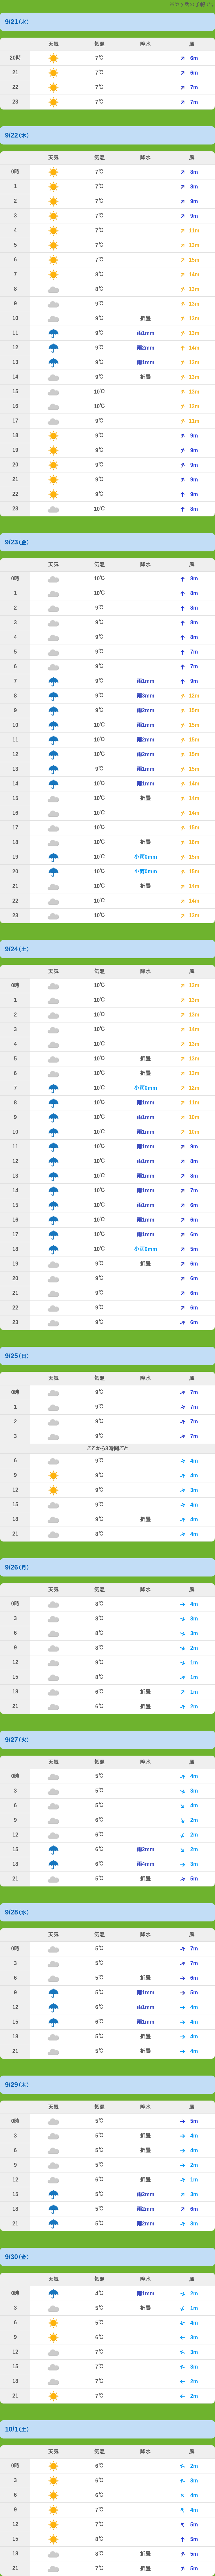 9/21(水)
天気 気温 降水 風
20時 7℃ 6m
21 7℃ 6m
22 7℃ 7m
23 7℃ 7m
9/22(木)
天気 気温 降水 風
0時 7℃ 8m
1 7℃ 8m
2 7℃ 9m
3 7℃ 9m
4 7℃ 11m
5 7℃ 13m
6 7℃ 15m
7 8℃ 14m
8 8℃ 13m
9 9℃ 13m
10 9℃ 折畳 13m
11 9℃ 雨1mm 13m
12 9℃ 雨2mm 14m
13 9℃ 雨1mm 13m
14 9℃ 折畳 13m
15 10℃ 13m
16 10℃ 12m
17 9℃ 11m
18 9℃ 9m
19 9℃ 9m
20 9℃ 9m
21 9℃ 9m
22 9℃ 9m
23 10℃ 8m
9/23(金)
天気 気温 降水 風
0時 10℃ 8m
1 10℃ 8m
2 9℃ 8m
3 9℃ 8m
4 9℃ 8m
5 9℃ 7m
6 9℃ 7m
7 9℃ 雨1mm 9m
8 9℃ 雨3mm 12m
9 9℃ 雨2mm 15m
10 10℃ 雨1mm 15m
11 10℃ 雨2mm 15m
12 10℃ 雨2mm 15m
13 9℃ 雨1mm 15m
14 10℃ 雨1mm 14m
15 10℃ 折畳 14m
16 10℃ 14m
17 10℃ 15m
18 10℃ 折畳 16m
19 10℃ 小雨0mm 15m
20 10℃ 小雨0mm 15m
21 10℃ 折畳 14m
22 10℃ 14m
23 10℃ 13m
9/24(土)
天気 気温 降水 風
0時 10℃ 13m
1 10℃ 13m
2 10℃ 13m
3 10℃ 14m
4 10℃ 13m
5 10℃ 折畳 13m
6 10℃ 折畳 13m
7 10℃ 小雨0mm 12m
8 10℃ 雨1mm 11m
9 10℃ 雨1mm 10m
10 10℃ 雨1mm 10m
11 10℃ 雨1mm 9m
12 10℃ 雨1mm 8m
13 10℃ 雨1mm 8m
14 10℃ 雨1mm 7m
15 10℃ 雨1mm 6m
16 10℃ 雨1mm 6m
17 10℃ 雨1mm 6m
18 10℃ 小雨0mm 5m
19 9℃ 折畳 6m
20 9℃ 6m
21 9℃ 6m
22 9℃ 6m
23 9℃ 6m
9/25(日)
天気 気温 降水 風
0時 9℃ 7m
1 9℃ 7m
2 9℃ 7m
3 9℃ 7m
ここから3時間ごと
6 9℃ 4m
9 9℃ 4m
12 9℃ 3m
15 9℃ 4m
18 9℃ 折畳 4m
21 8℃ 4m
9/26(月)
天気 気温 降水 風
0時 8℃ 4m
3 8℃ 3m
6 8℃ 3m
9 8℃ 2m
12 9℃ 1m
15 8℃ 1m
18 6℃ 折畳 1m
21 6℃ 折畳 2m
9/27(火)
天気 気温 降水 風
0時 5℃ 4m
3 5℃ 3m
6 5℃ 4m
9 6℃ 2m
12 6℃ 2m
15 6℃ 雨2mm 2m
18 6℃ 雨4mm 3m
21 5℃ 折畳 5m
9/28(水)
天気 気温 降水 風
0時 5℃ 7m
3 5℃ 7m
6 5℃ 折畳 6m
9 5℃ 雨1mm 5m
12 6℃ 雨1mm 4m
15 6℃ 雨1mm 4m
18 5℃ 折畳 4m
21 5℃ 折畳 4m
9/29(木)
天気 気温 降水 風
0時 5℃ 5m
3 5℃ 折畳 4m
6 5℃ 折畳 4m
9 5℃ 2m
12 6℃ 折畳 1m
15 5℃ 雨2mm 3m
18 5℃ 雨2mm 6m
21 5℃ 雨2mm 3m
9/30(金)
天気 気温 降水 風
0時 4℃ 雨1mm 2m
3 5℃ 折畳 1m
6 5℃ 4m
9 6℃ 3m
12 7℃ 3m
15 7℃ 3m
18 7℃ 2m
21 7℃ 2m
10/1(土)
天気 気温 降水 風
0時 6℃ 2m
3 6℃ 3m
6 6℃ 4m
9 7℃ 4m
12 7℃ 5m
15 8℃ 5m
18 8℃ 折畳 5m
21 7℃ 折畳 5m